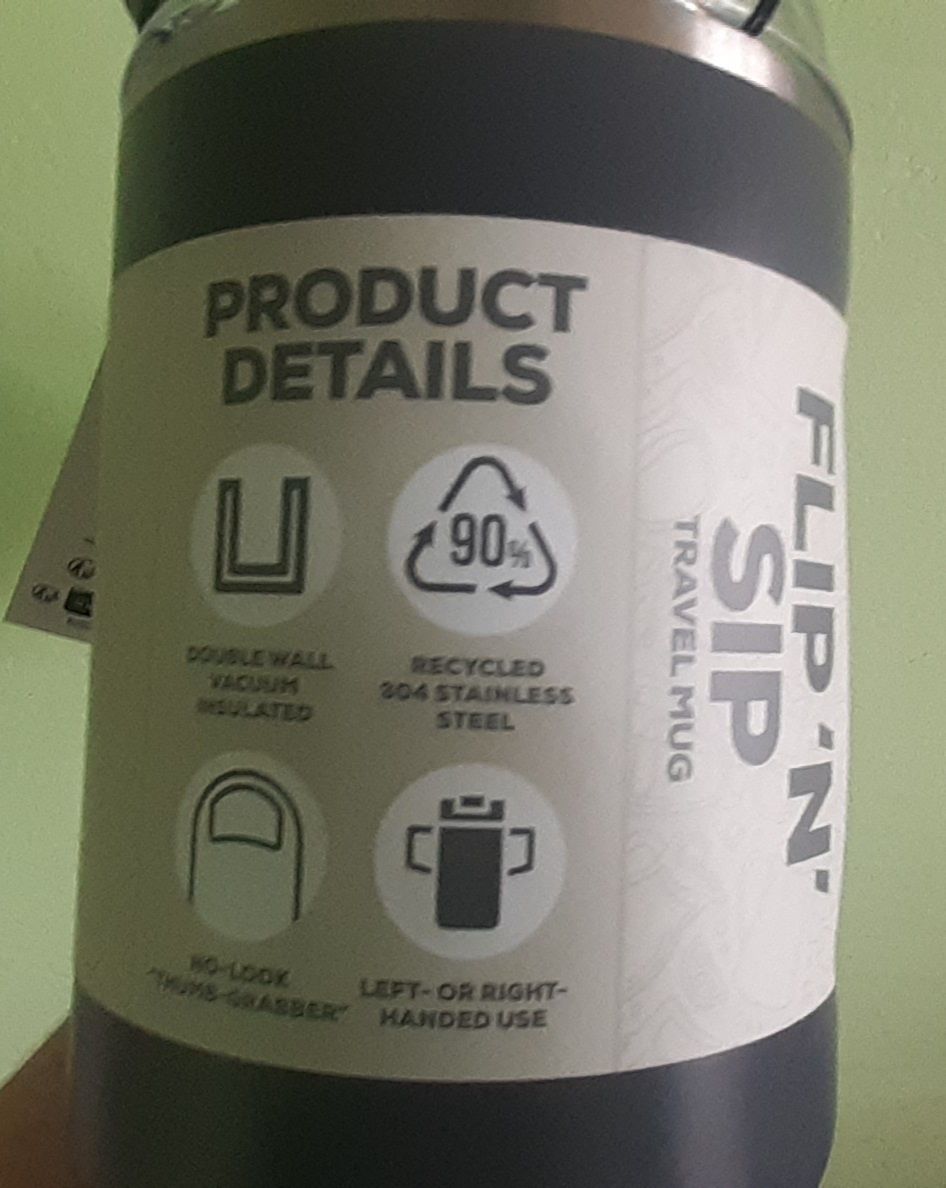 PRODUCT
DETAILS
90%
DOUBLE WALL
VACUUM
INSULATED
RECYCLED
304 STAINLESS
STEEL
NO-LOOK
"THUMB-GRABBER"
LEFT- OR RIGHT-
HANDED USE
FLIP 'N'
SIP
TRAVEL MUG